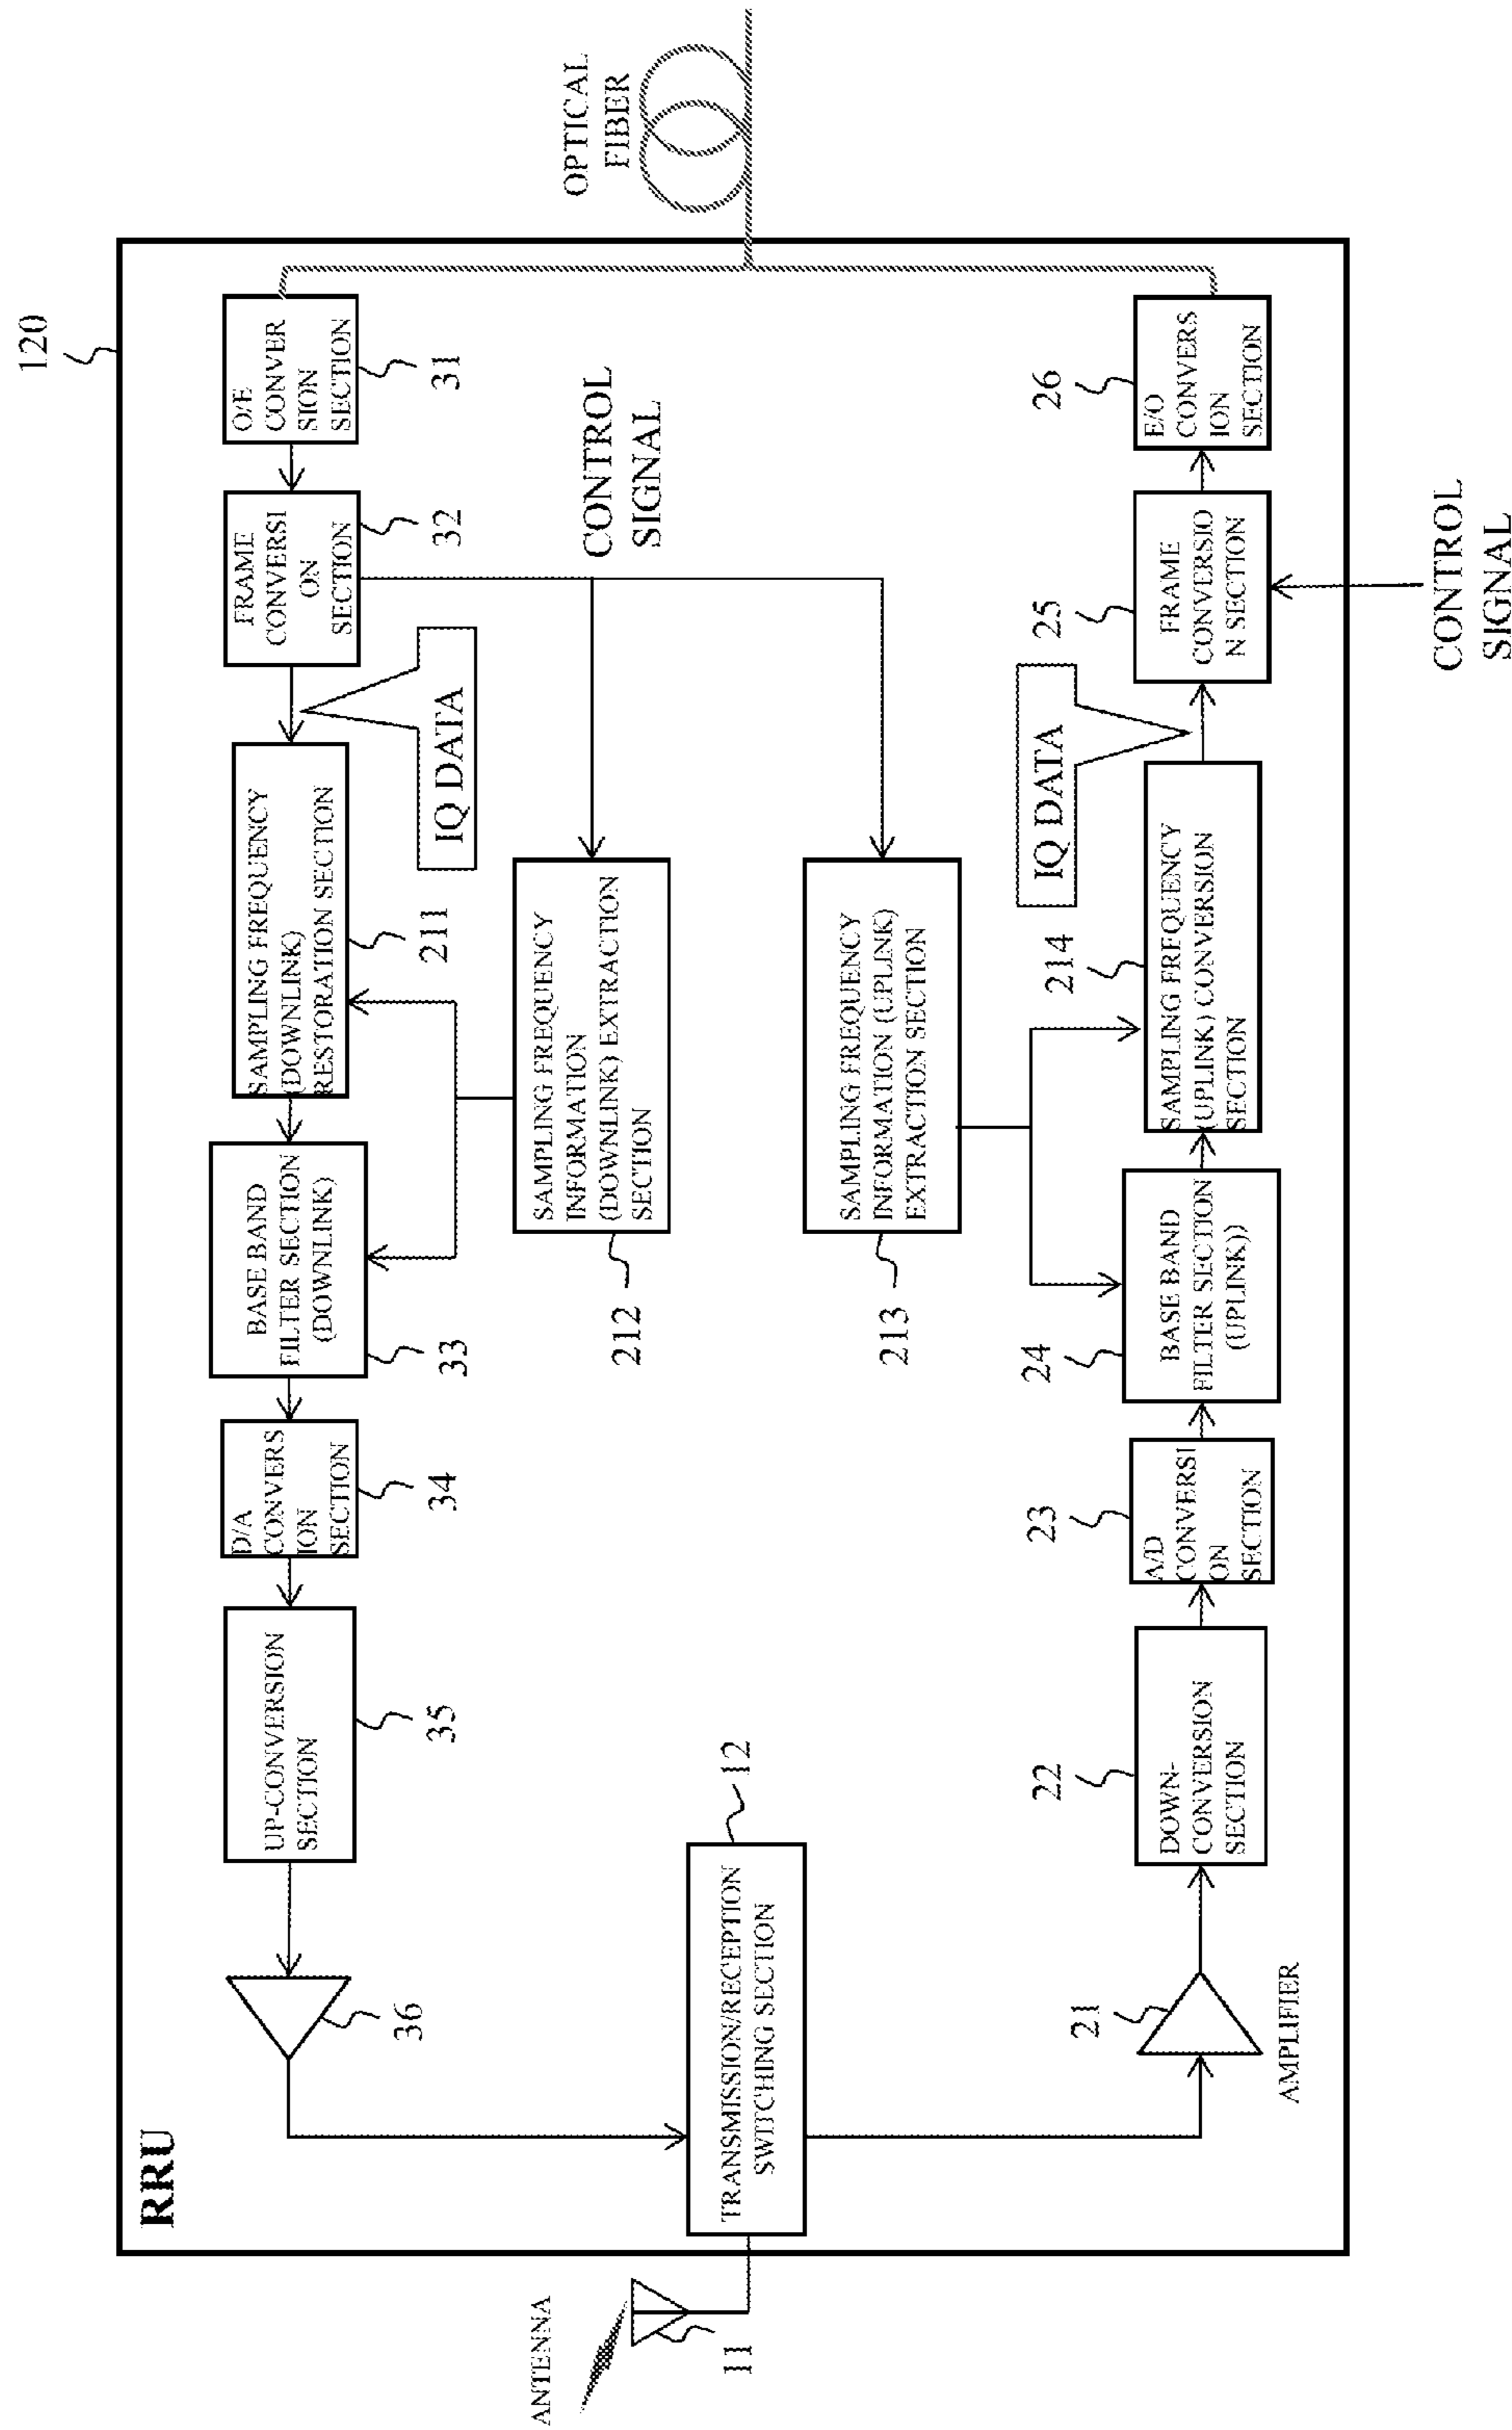 RRU
120
ANTENNA
11
TRANSMISSION/RECEPTION
SWITCHING SECTION
12
36
UP-CONVERSION
SECTION
35
D/A
CONVERS
ION
SECTION
34
BASE BAND
FILTER SECTION
(DOWNLINK)
33
SAMPLING FREQUENCY
(DOWNLINK)
RESTORATION SECTION
211
IQ DATA
FRAME
CONVERSI
ON
SECTION
32
O/E
CONVER
SION
SECTION
31
OPTICAL
FIBER
CONTROL
SIGNAL
SAMPLING FREQUENCY
INFORMATION
(DOWNLINK) EXTRACTION
SECTION
212
SAMPLING FREQUENCY
INFORMATION (UPLINK)
EXTRACTION SECTION
213
21
AMPLIFIER
22
DOWN-
CONVERSION
SECTION
23
A/D
CONVERSI
ON
SECTION
24
BASE BAND
FILTER SECTION
(UPLINK))
214
SAMPLING FREQUENCY
(UPLINK) CONVERSION
SECTION
IQ DATA
25
FRAME
CONVERSIO
N SECTION
26
E/O
CONVERS
ION
SECTION
CONTROL
SIGNAL